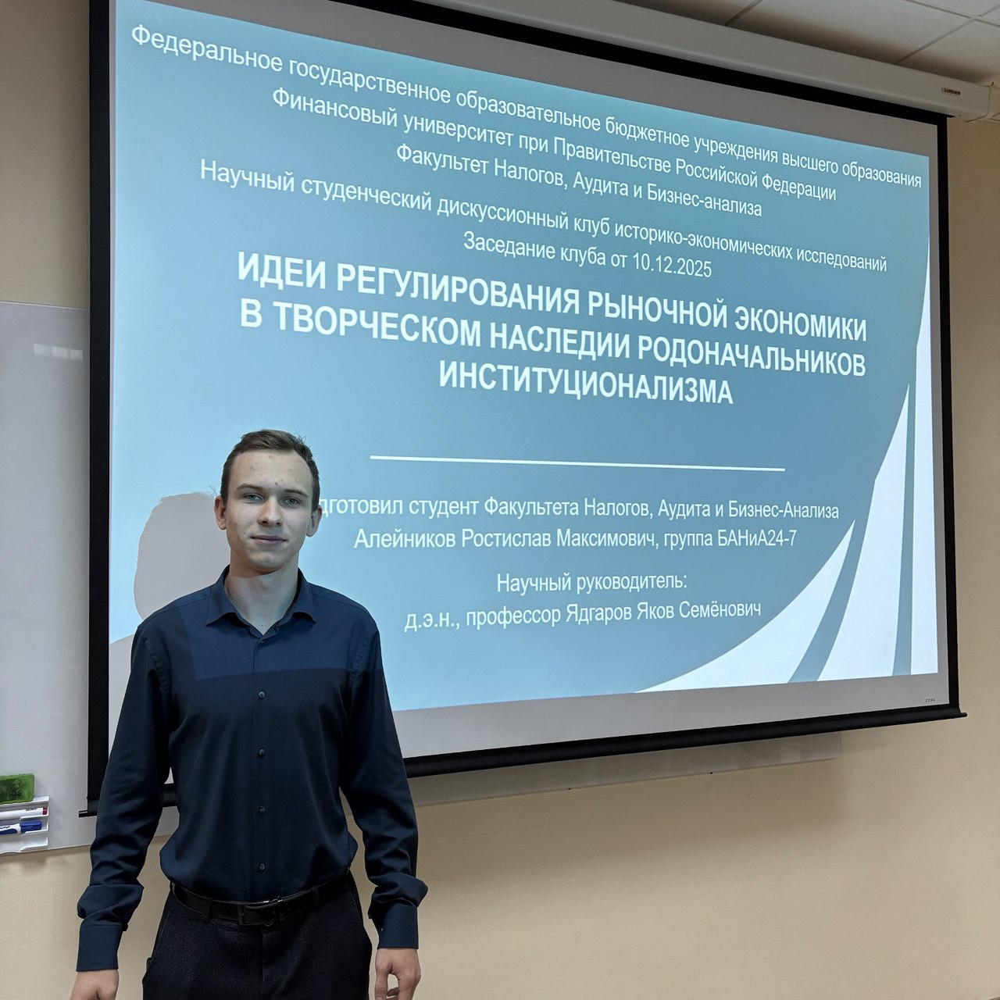 Федеральное государственное образовательное бюджетное учреждения высшего образования
Финансовый университет при Правительстве Российской Федерации
Факультет Налогов, Аудита и Бизнес-анализа
Научный студенческий дискуссионный клуб историко-экономических исследований
Заседание клуба от 10.12.2025
ИДЕИ РЕГУЛИРОВАНИЯ РЫНОЧНОЙ ЭКОНОМИКИ
В ТВОРЧЕСКОМ НАСЛЕДИИ РОДОНАЧАЛЬНИКОВ
ИНСТИТУЦИОНАЛИЗМА
дготовил студент Факультета Налогов, Аудита и Бизнес-Анализа
Алейников Ростислав Максимович, группа БАНиА24-7
Научный руководитель:
д.э.н., профессор Ядгаров Яков Семёнович